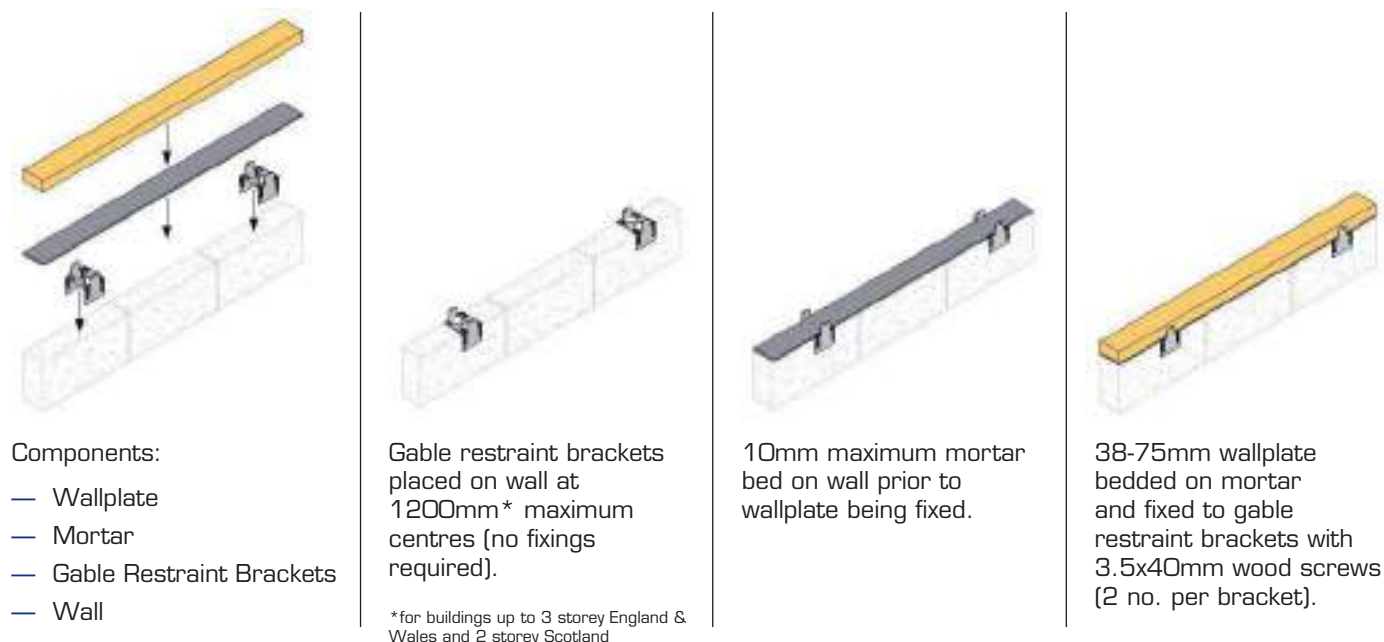 Components:
— Wallplate
— Mortar
— Gable Restraint Brackets
— Wall
Gable restraint brackets
placed on wall at
1200mm* maximum
centres (no fixings
required).
*for buildings up to 3 storey England &
Wales and 2 storey Scotland
10mm maximum mortar
bed on wall prior to
wallplate being fixed.
38-75mm wallplate
bedded on mortar
and fixed to gable
restraint brackets with
3.5x40mm wood screws
(2 no. per bracket).